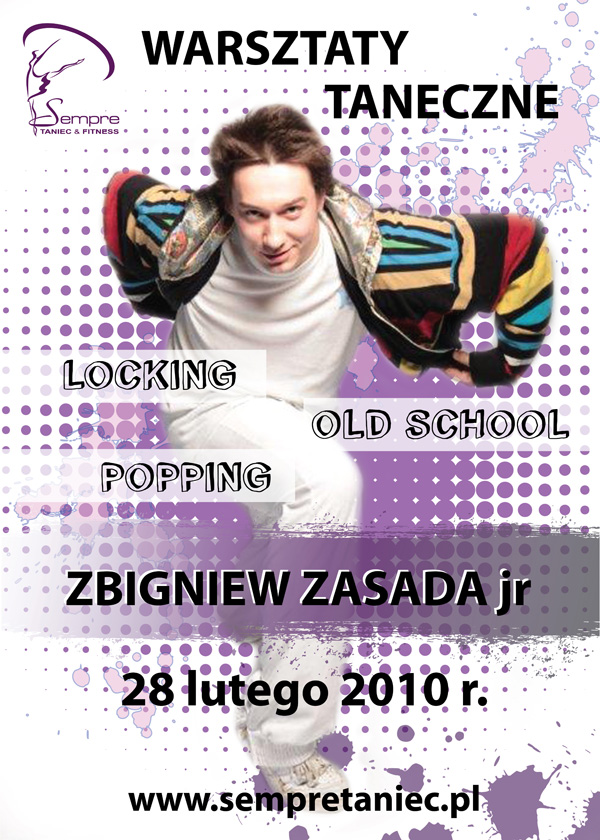 WARSZTATY
TANECZNE
Sempre
TANIEC & FITNESS
LOCKING
OLD SCHOOL
POPPING
ZBIGNIEW ZASADA jr
28 lutego 2010 r.
www.sempretaniec.pl